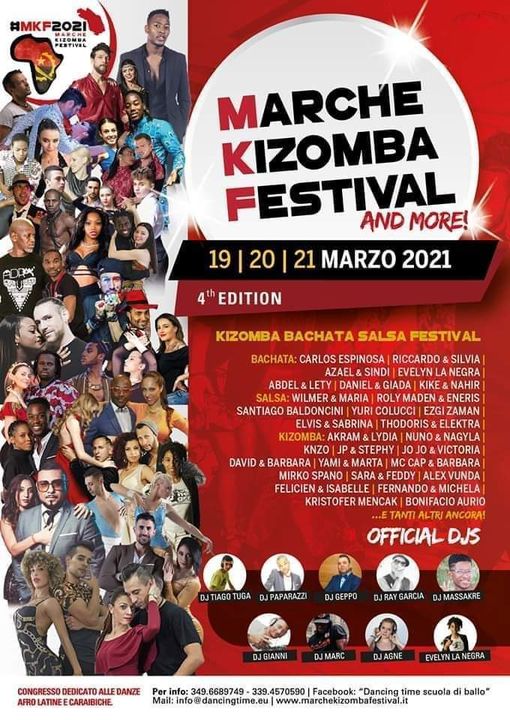 #MKF2021
MARCHE
KIZOMBA
FESTIVAL
MARCHE
KIZOMBA
FESTIVAL
AND MORE!
19 | 20 | 21 MARZO 2021
4th EDITION
KIZOMBA BACHATA SALSA FESTIVAL
BACHATA: CARLOS ESPINOSA | RICCARDO & SILVIA |
AZAEL & SINDI | EVELYN LA NEGRA |
ABDEL & LETY | DANIEL & GIADA | KIKE & NAHIR |
SALSA: WILMER & MARIA | ROLY MADEN & ENERIS |
SANTIAGO BALDONCINI | YURI COLUCCI | EZGI ZAMAN |
ELVIS & SABRINA | THODORIS & ELEKTRA |
KIZOMBA: AKRAM & LYDIA | NUNO & NAGYLA |
KNZO | JP & STEPHY | JO JO & VICTORIA |
DAVID & BARBARA | YAMI & MARTA | MC CAP & BARBARA |
MIRKO SPANO | SARA & FEDDY | ALEX VUNDA |
FELICIEN & ISABELLE | FERNANDO & MICHELA |
KRISTOFER MENCAK | BONIFACIO AURIO
...E TANTI ALTRI ANCORA!
OFFICIAL DJS
DJ TIAGO TUGA DJ PAPARAZZI DJ GEPPO DJ RAY GARCIA DJ MASSAKRE
DJ GIANNI DJ MARC DJ AGNE EVELYN LA NEGRA
CONGRESSO DEDICATO ALLE DANZE
AFRO LATINE E CARAIBICHE.
Per info: 349.6689749 - 339.4570590 | Facebook: "Dancing time scuola di ballo"
Mail: info@dancingtime.eu | www.marchekizombafestival.it